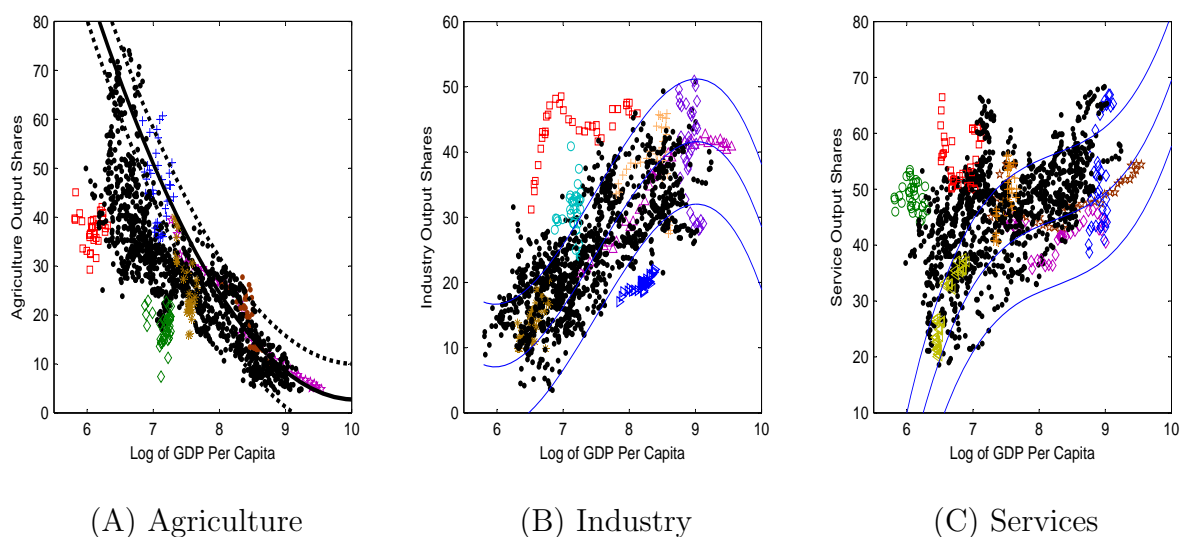 80
70
60
50
40
30
20
10
0
6 7 8 9 10
Agriculture Output Shares
Log of GDP Per Capita
60
50
40
30
20
10
0
6 7 8 9 10
Industry Output Shares
Log of GDP Per Capita
80
70
60
50
40
30
20
10
6 7 8 9 10
Service Output Shares
Log of GDP Per Capita
(A) Agriculture
(B) Industry
(C) Services